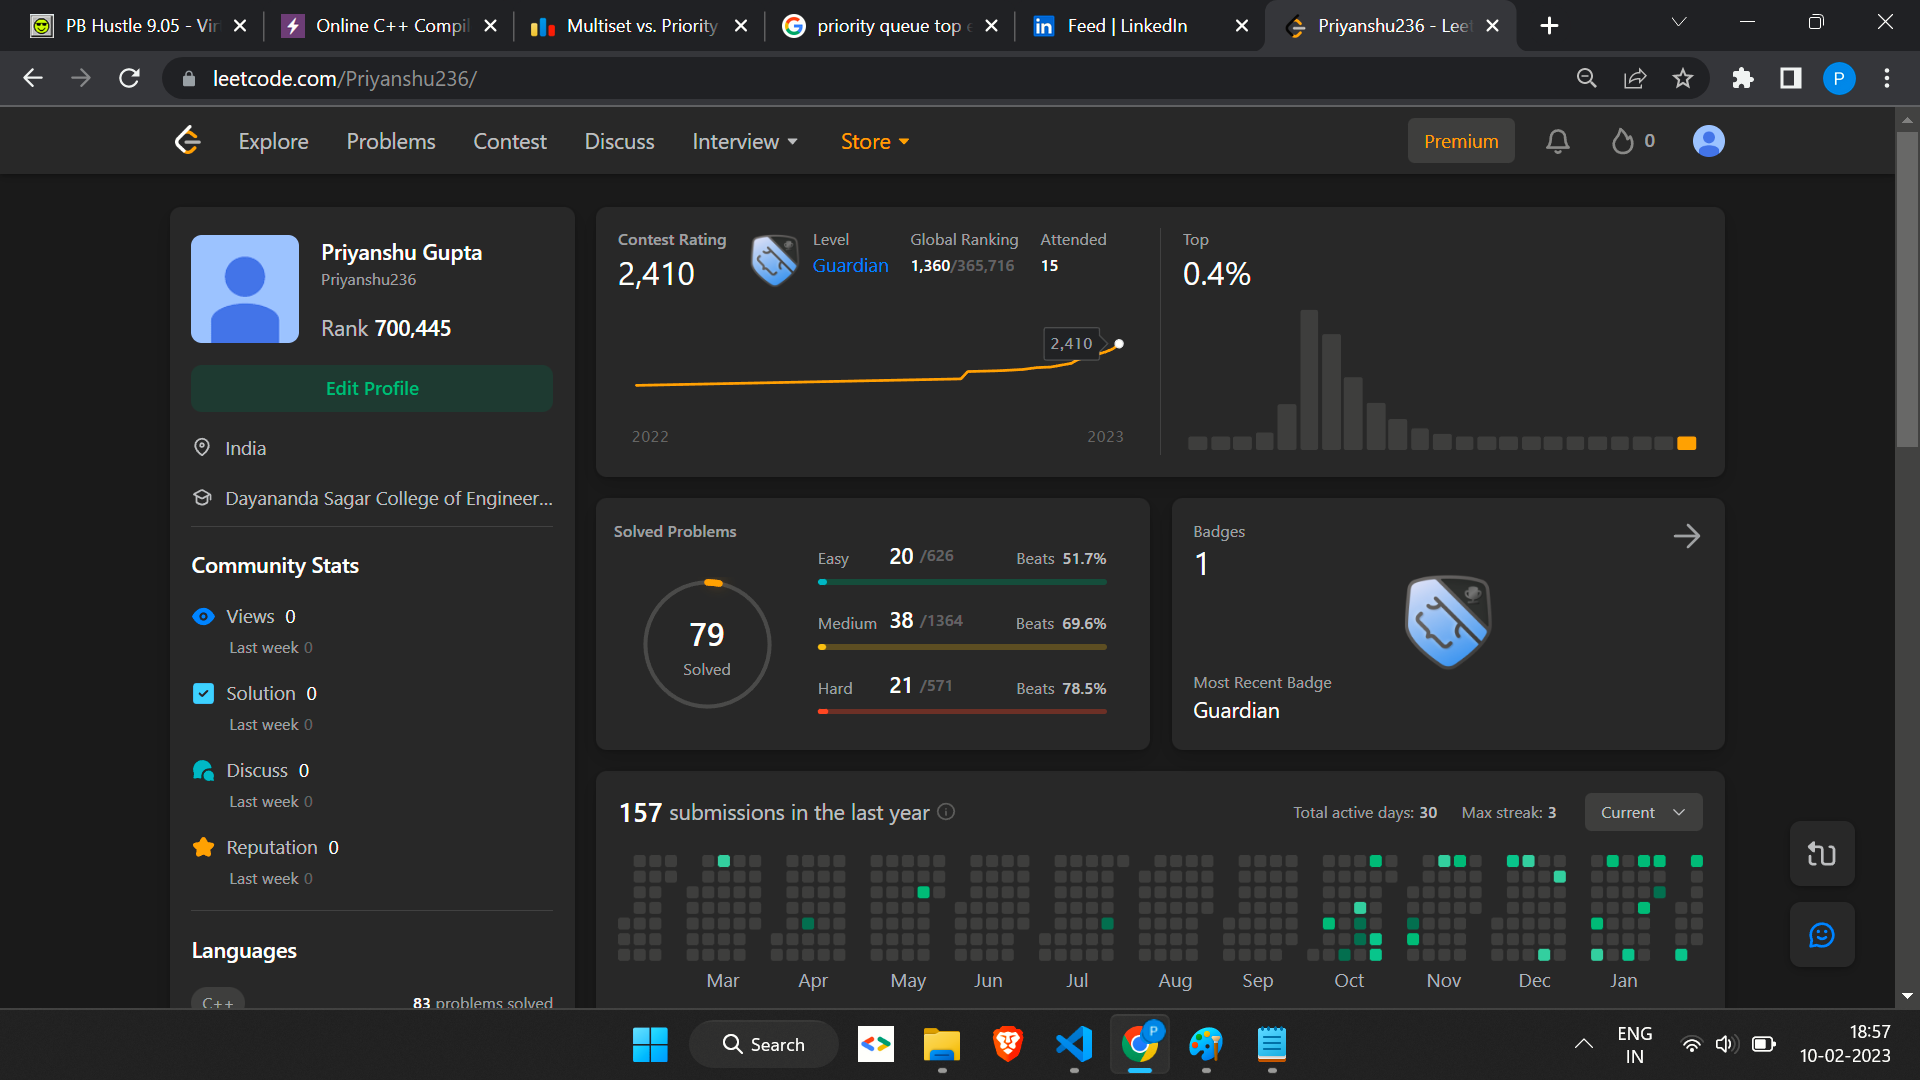 PB Hustle 9.05 - Vir
Online C++ Compil
Multiset vs. Priority
priority queue top e
Feed | LinkedIn
Priyanshu236 - Leet
leetcode.com/Priyanshu236/
P
Explore
Problems
Contest
Discuss
Interview
Store
Premium
0
Priyanshu Gupta
Priyanshu236
Rank 700,445
Edit Profile
India
Dayananda Sagar College of Engineer...
Community Stats
Views 0
Last week 0
Solution 0
Last week 0
Discuss 0
Last week 0
Reputation 0
Last week 0
Languages
C++
83 problems solved
Contest Rating
2,410
Level
Guardian
Global Ranking
1,360/365,716
Attended
15
2,410
2022
2023
Top
0.4%
Solved Problems
79
Solved
Easy 20 /626 Beats 51.7%
Medium 38 /1364 Beats 69.6%
Hard 21 /571 Beats 78.5%
Badges
1
Most Recent Badge
Guardian
157 submissions in the last year
Total active days: 30
Max streak: 3
Current
Mar Apr May Jun Jul Aug Sep Oct Nov Dec Jan
Search
P
ENG
IN
18:57
10-02-2023